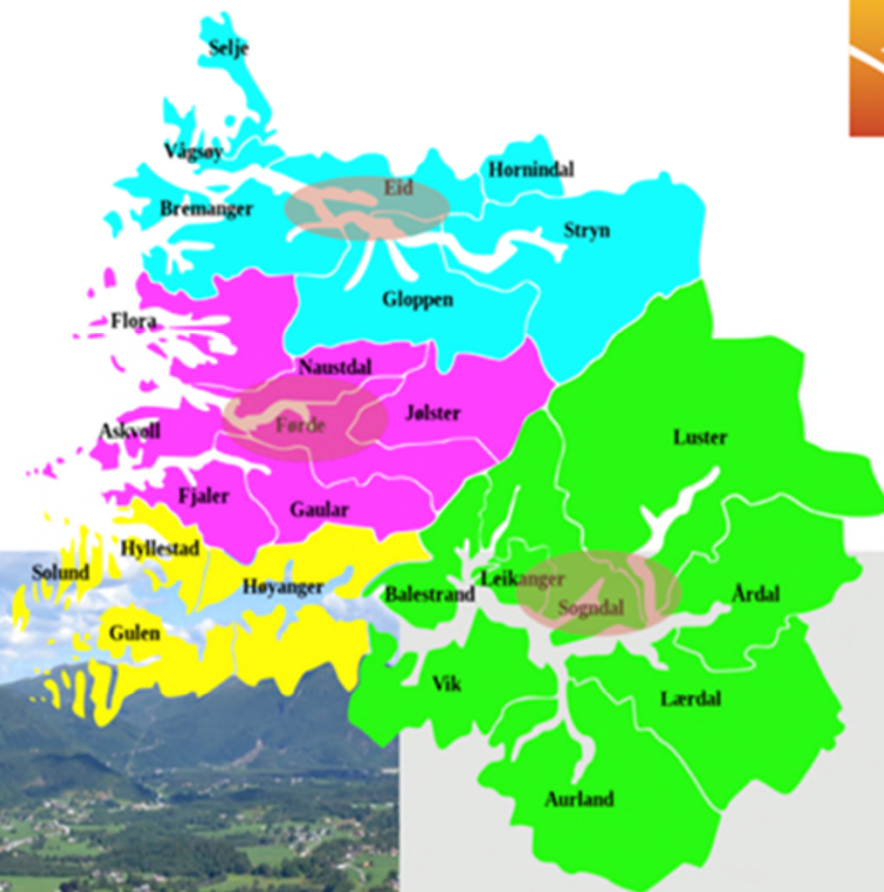 Selje
Vågsøy
Hornindal
Eid
Bremanger
Stryn
Gloppen
Flora
Naustdal
Jølster
Førde
Askvoll
Luster
Fjaler
Gaular
Hyllestad
Solund
Leikanger
Høyanger
Balestrand
Årdal
Sogndal
Gulen
Vik
Lærdal
Aurland